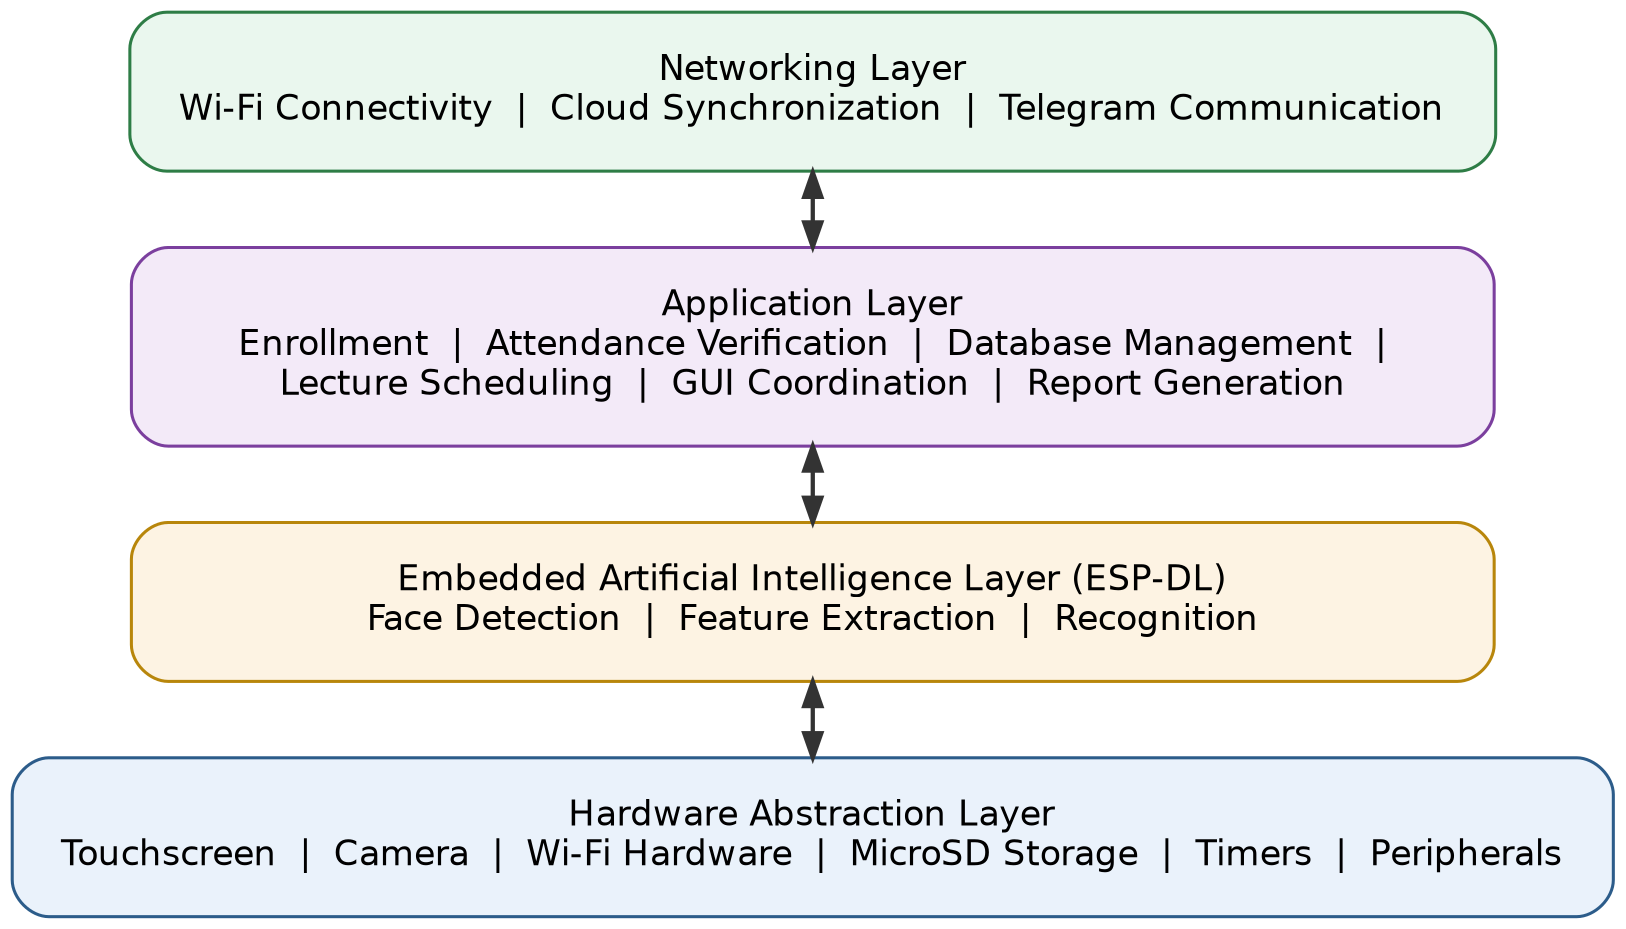 Networking Layer
Wi-Fi Connectivity | Cloud Synchronization | Telegram Communication
Application Layer
Enrollment | Attendance Verification | Database Management |
Lecture Scheduling | GUI Coordination | Report Generation
Embedded Artificial Intelligence Layer (ESP-DL)
Face Detection | Feature Extraction | Recognition
Hardware Abstraction Layer
Touchscreen | Camera | Wi-Fi Hardware | MicroSD Storage | Timers | Peripherals